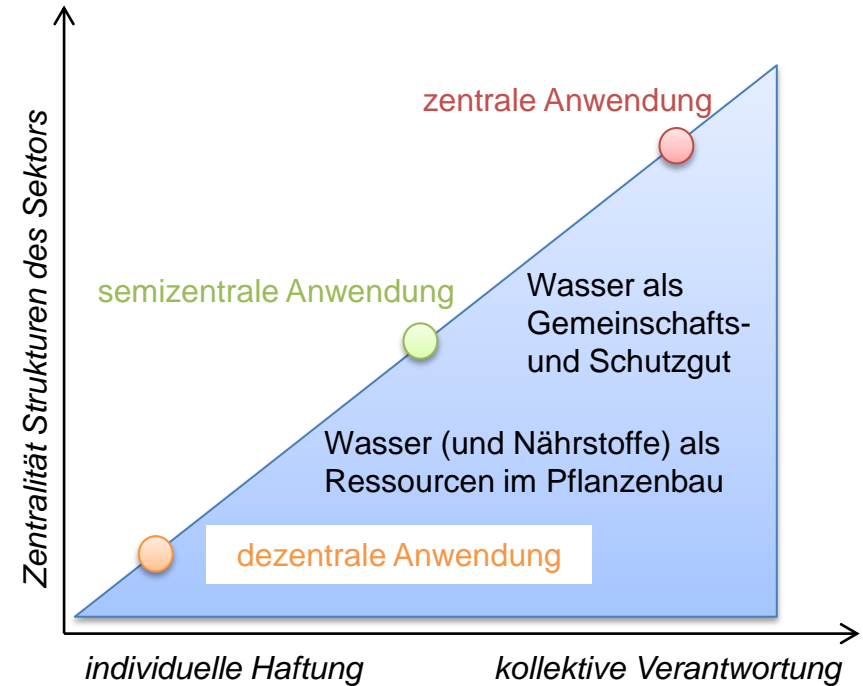 Zentralität Strukturen des Sektors
zentrale Anwendung
semizentrale Anwendung
Wasser als
Gemeinschafts-
und Schutzgut
Wasser (und Nährstoffe) als
Ressourcen im Pflanzenbau
dezentrale Anwendung
individuelle Haftung
kollektive Verantwortung